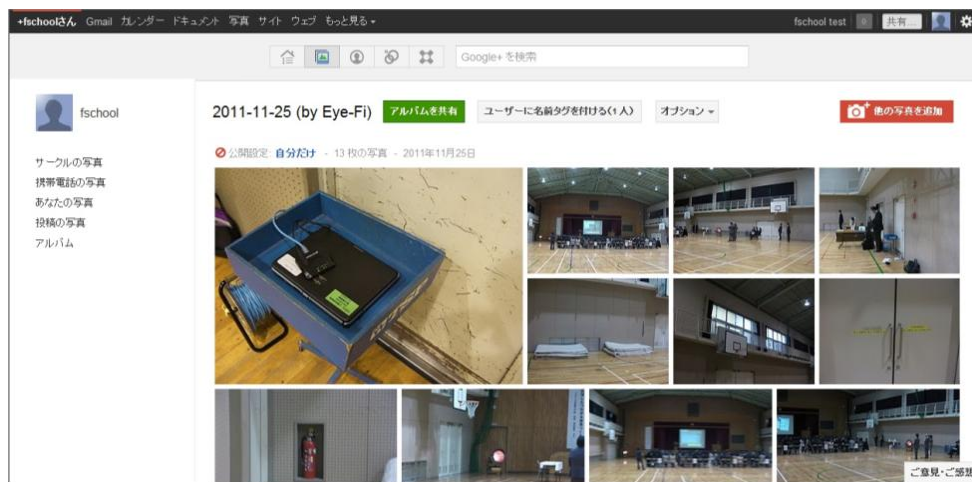 +fschoolさん Gmail カレンダー ドキュメント 写真 サイト ウェブ もっと見る
fschool test 0 共有...
Google+ を検索
fschool
2011-11-25 (by Eye-Fi) アルバムを共有 ユーザーに名前タグを付ける(1人) オプション 他の写真を追加
公開設定: 自分だけ - 13 枚の写真 - 2011年11月25日
サークルの写真
携帯電話の写真
あなたの写真
投稿の写真
アルバム
ご意見・ご感想